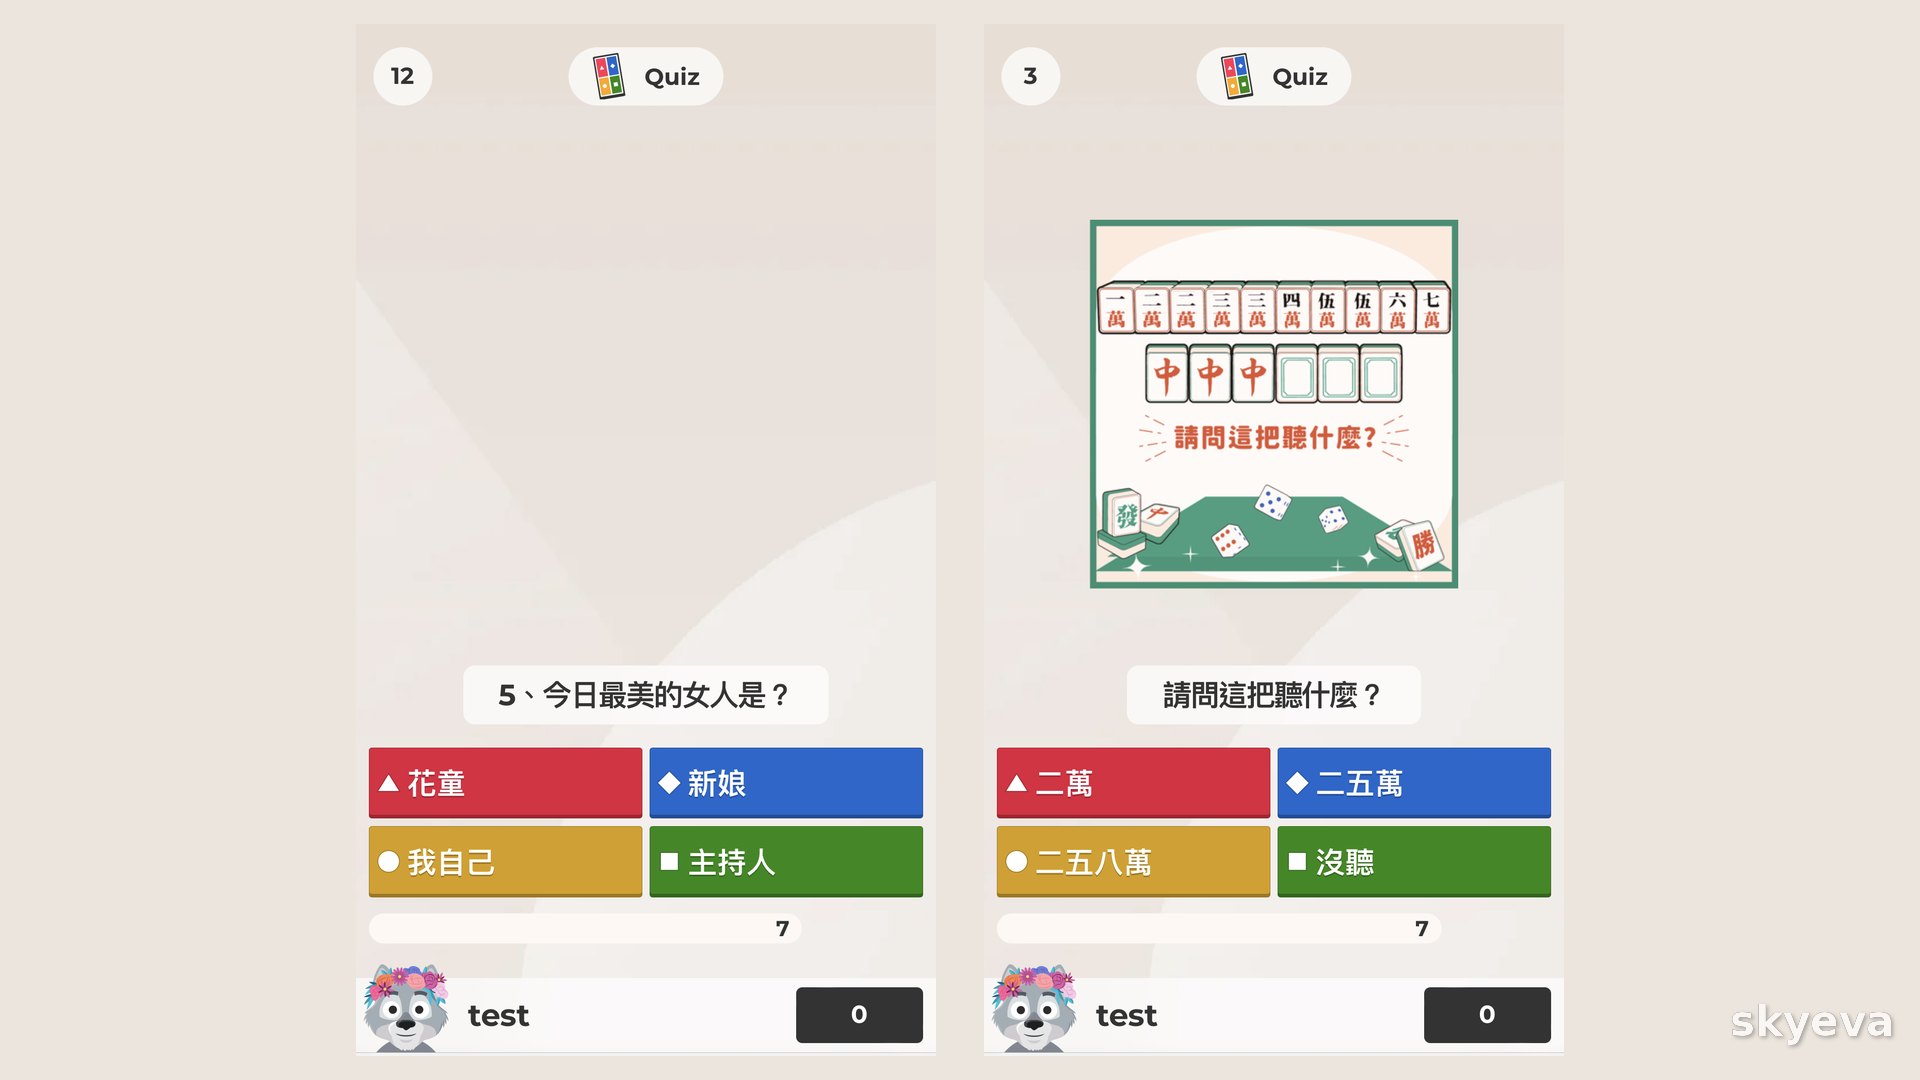 12
Quiz
5、今日最美的女人是？
花童
新娘
我自己
主持人
7
test
0
3
Quiz
一萬 二萬 二萬 三萬 三萬 四萬 伍萬 伍萬 六萬 七萬
中 中 中
請問這把聽什麼?
發 中
勝
請問這把聽什麼？
二萬
二五萬
二五八萬
沒聽
7
test
0
skyeva